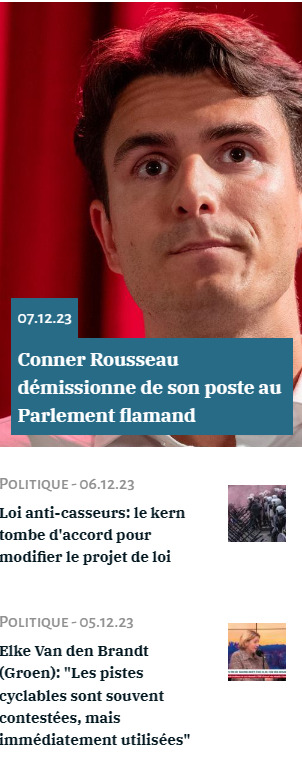 07.12.23
Conner Rousseau
démissionne de son poste au
Parlement flamand
Politique - 06.12.23
Loi anti-casseurs: le kern
tombe d'accord pour
modifier le projet de loi
Politique - 05.12.23
Elke Van den Brandt
(Groen): "Les pistes
cyclables sont souvent
contestées, mais
immédiatement utilisées"